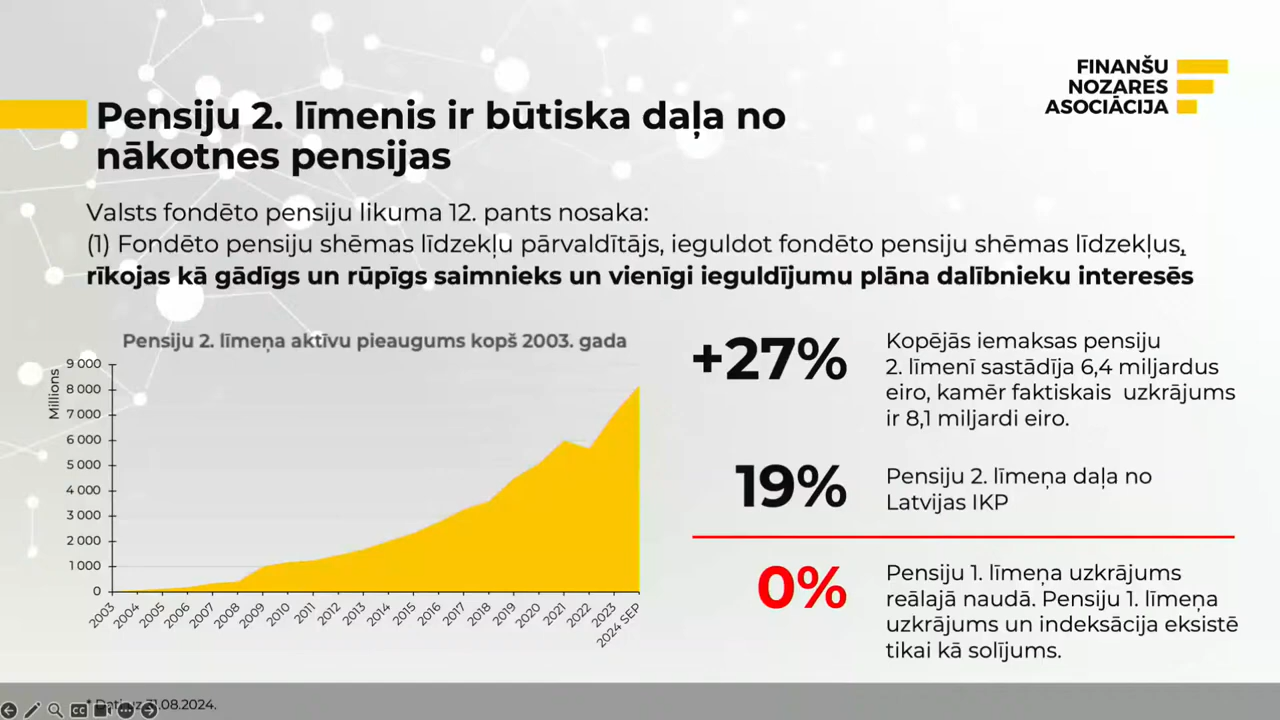 FINANŠU
NOZARES
ASOCIĀCIJA
Pensiju 2. līmenis ir būtiska daļa no
nākotnes pensijas
Valsts fondēto pensiju likuma 12. pants nosaka:
(1) Fondēto pensiju shēmas līdzekļu pārvaldītājs, ieguldot fondēto pensiju shēmas līdzekļus,
rīkojas kā gādīgs un rūpīgs saimnieks un vienīgi ieguldījumu plāna dalībnieku interesēs
Pensiju 2. līmeņa aktīvu pieaugums kopš 2003. gada
Millions
9 000
8 000
7 000
6 000
5 000
4 000
3 000
2 000
1 000
0
2003
2004
2005
2006
2007
2008
2009
2010
2011
2012
2013
2014
2015
2016
2017
2018
2019
2020
2021
2022
2023
2024 SEP
+27%
Kopējās iemaksas pensiju
2. līmenī sastādīja 6,4 miljardus
eiro, kamēr faktiskais uzkrājums
ir 8,1 miljardi eiro.
19%
Pensiju 2. līmeņa daļa no
Latvijas IKP
0%
Pensiju 1. līmeņa uzkrājums
reālajā naudā. Pensiju 1. līmeņa
uzkrājums un indeksācija eksistē
tikai kā solījums.
.08.2024.